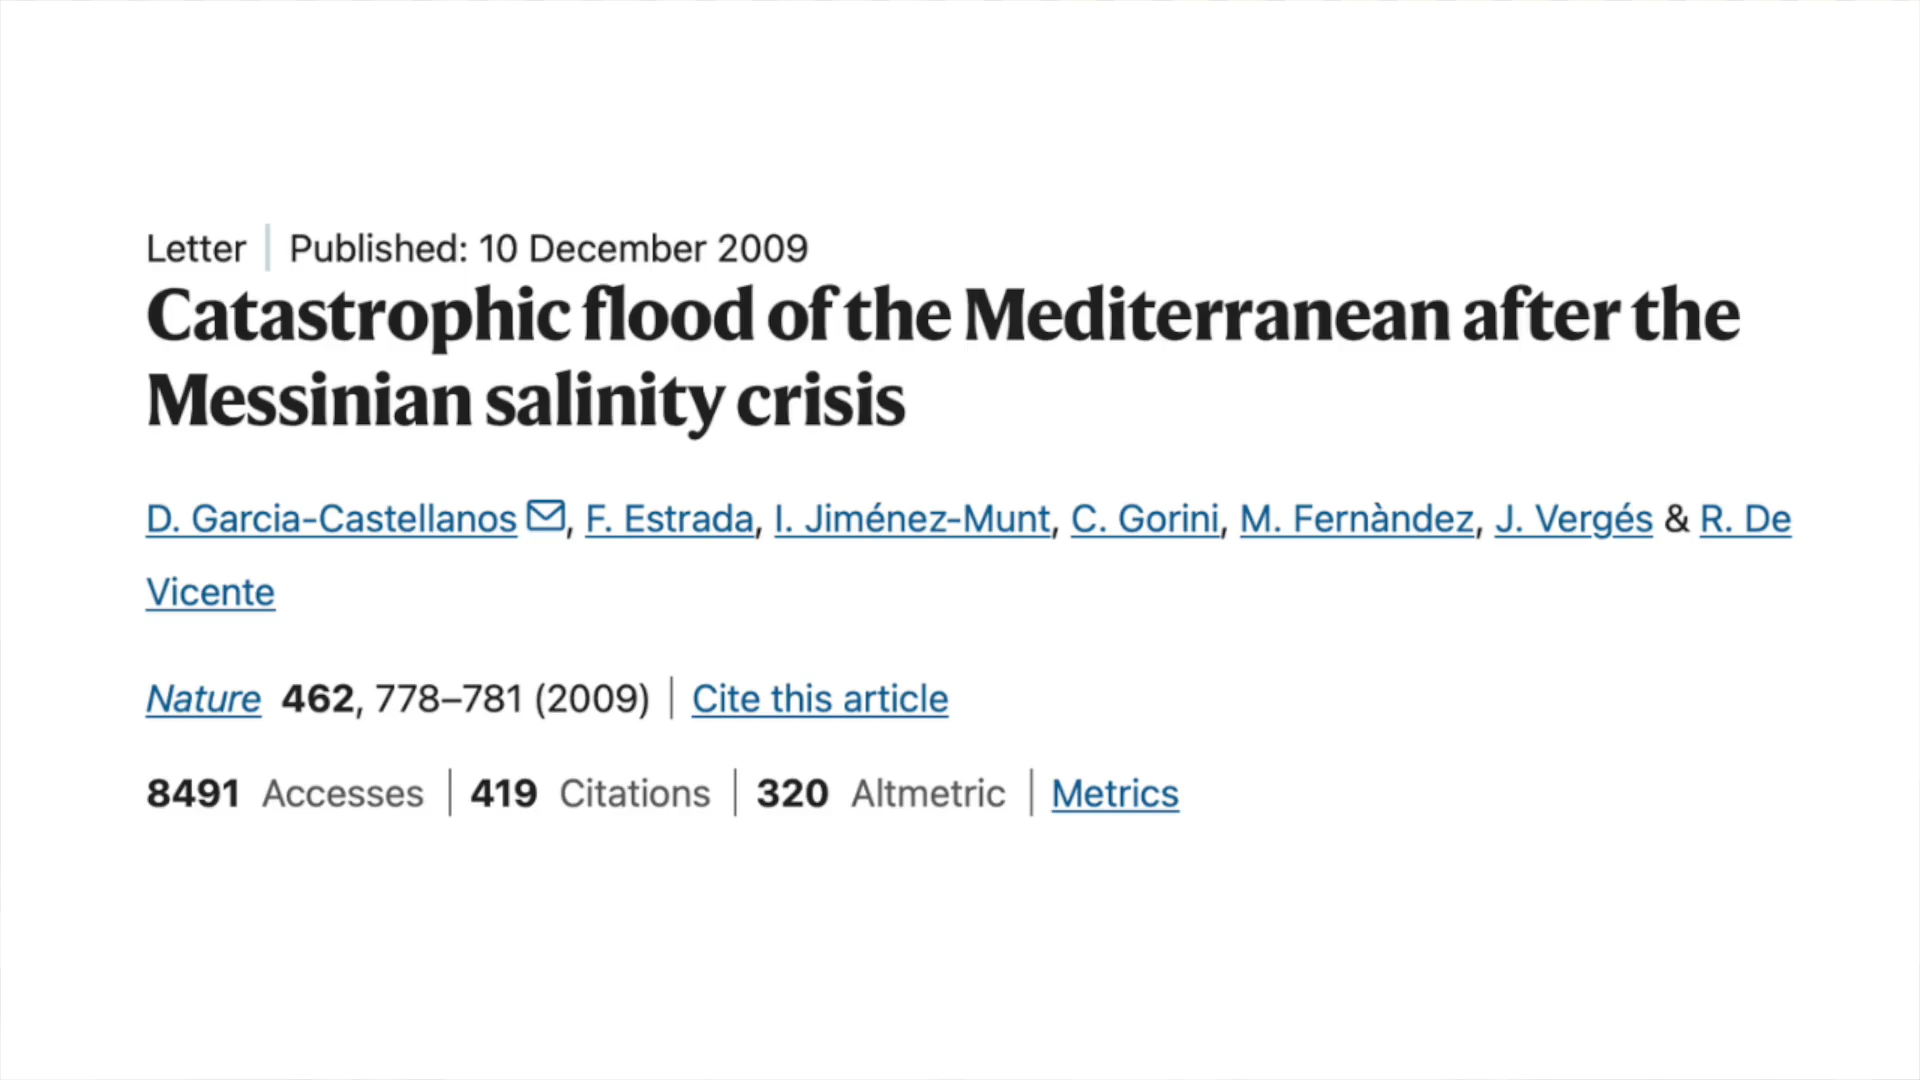 Letter | Published: 10 December 2009
Catastrophic flood of the Mediterranean after the
Messinian salinity crisis
D. Garcia-Castellanos, F. Estrada, I. Jiménez-Munt, C. Gorini, M. Fernàndez, J. Vergés & R. De
Vicente
Nature 462, 778–781 (2009) | Cite this article
8491 Accesses | 419 Citations | 320 Altmetric | Metrics